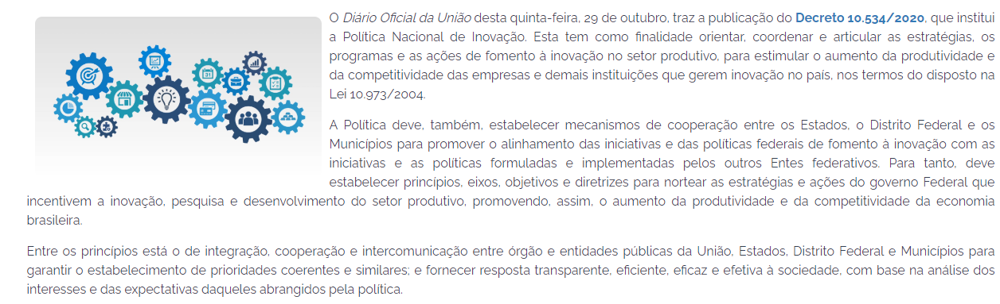 O Diário Oficial da União desta quinta-feira, 29 de outubro, traz a publicação do Decreto 10.534/2020, que institui
a Política Nacional de Inovação. Esta tem como finalidade orientar, coordenar e articular as estratégias, os
programas e as ações de fomento à inovação no setor produtivo, para estimular o aumento da produtividade e
da competitividade das empresas e demais instituições que gerem inovação no país, nos termos do disposto na
Lei 10.973/2004.
A Política deve, também, estabelecer mecanismos de cooperação entre os Estados, o Distrito Federal e os
Municípios para promover o alinhamento das iniciativas e das políticas federais de fomento à inovação com as
iniciativas e as políticas formuladas e implementadas pelos outros Entes federativos. Para tanto, deve
estabelecer princípios, eixos, objetivos e diretrizes para nortear as estratégias e ações do governo Federal que
incentivem a inovação, pesquisa e desenvolvimento do setor produtivo, promovendo, assim, o aumento da produtividade e da competitividade da economia
brasileira.
Entre os princípios está o de integração, cooperação e intercomunicação entre órgão e entidades públicas da União, Estados, Distrito Federal e Municípios para
garantir o estabelecimento de prioridades coerentes e similares; e fornecer resposta transparente, eficiente, eficaz e efetiva à sociedade, com base na análise dos
interesses e das expectativas daqueles abrangidos pela política.
31